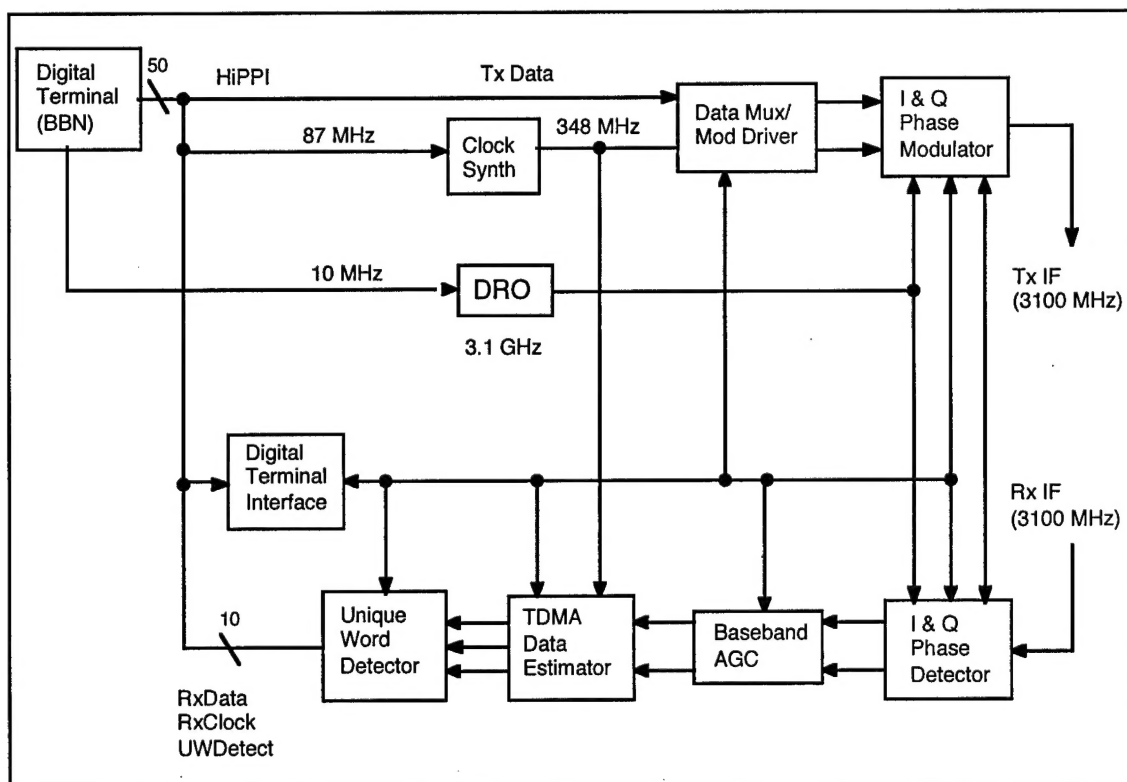 50
Digital
Terminal
(BBN)
HiPPI
Tx Data
87 MHz
Clock
Synth
348 MHz
Data Mux/
Mod Driver
I & Q
Phase
Modulator
10 MHz
DRO
3.1 GHz
Tx IF
(3100 MHz)
Digital
Terminal
Interface
Rx IF
(3100 MHz)
10
Unique
Word
Detector
TDMA
Data
Estimator
Baseband
AGC
I & Q
Phase
Detector
RxData
RxClock
UWDetect